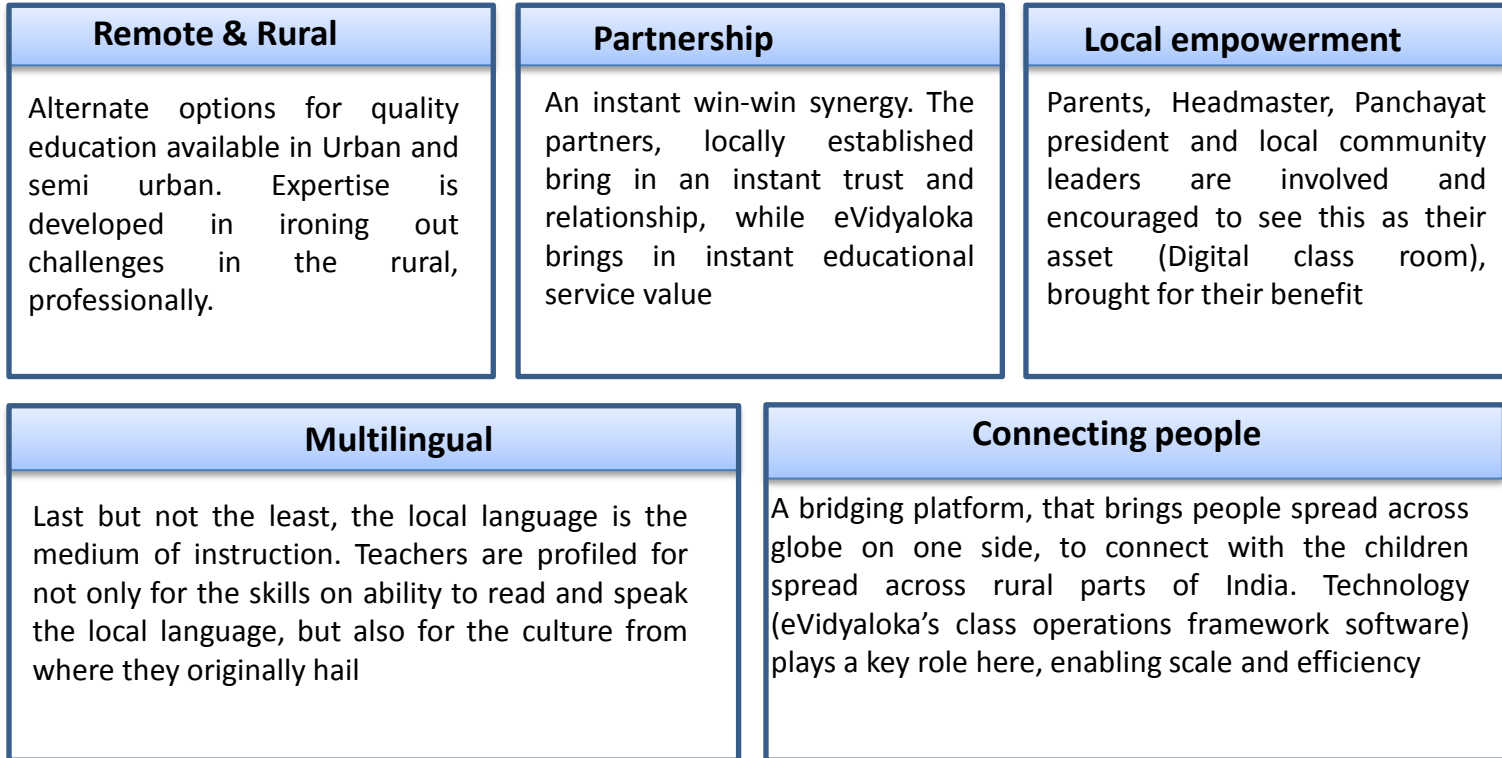 Remote & Rural
Alternate options for quality
education available in Urban and
semi urban. Expertise is
developed in ironing out
challenges in the rural,
professionally.
Partnership
An instant win-win synergy. The
partners, locally established
bring in an instant trust and
relationship, while eVidyaloka
brings in instant educational
service value
Local empowerment
Parents, Headmaster, Panchayat
president and local community
leaders are involved and
encouraged to see this as their
asset (Digital class room),
brought for their benefit
Multilingual
Last but not the least, the local language is the
medium of instruction. Teachers are profiled for
not only for the skills on ability to read and speak
the local language, but also for the culture from
where they originally hail
Connecting people
A bridging platform, that brings people spread across
globe on one side, to connect with the children
spread across rural parts of India. Technology
(eVidyaloka’s class operations framework software)
plays a key role here, enabling scale and efficiency